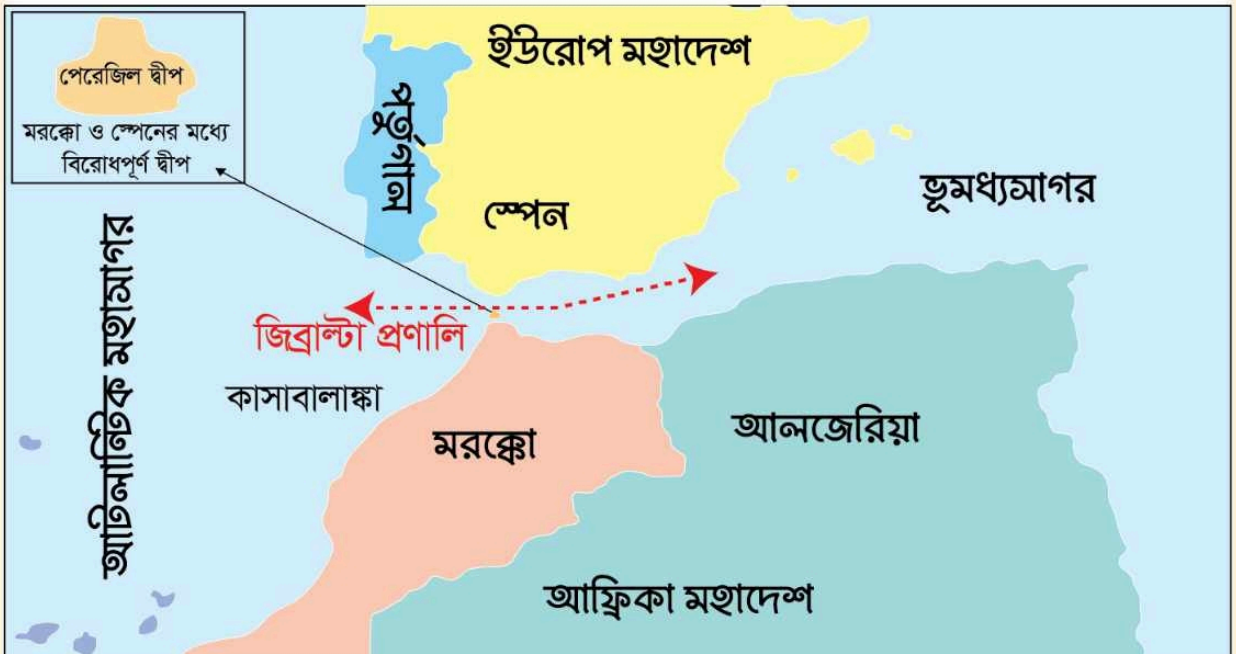 পেরেজিল দ্বীপ
মরক্কো ও স্পেনের মধ্যে
বিরোধপূর্ণ দ্বীপ
ইউরোপ মহাদেশ
পর্তুগাল
স্পেন
ভূমধ্যসাগর
আটলান্টিক মহাসাগর
জিব্রাল্টা প্রণালি
কাসাবালাঙ্কা
মরক্কো
আলজেরিয়া
আফ্রিকা মহাদেশ